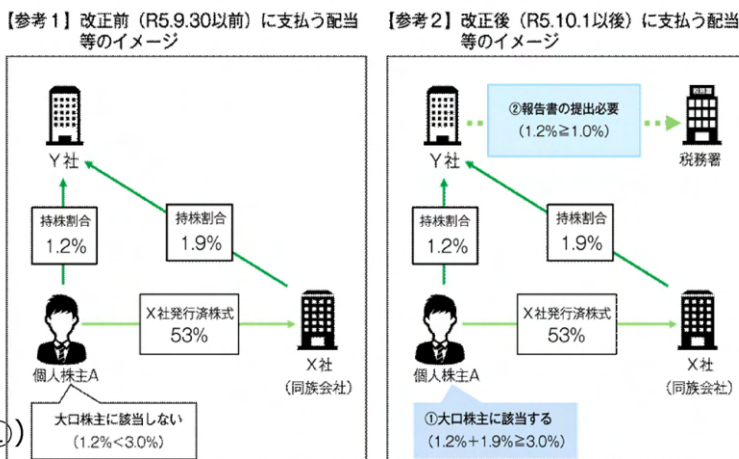 【参考１】改正前（R5.9.30以前）に支払う配当
等のイメージ
Ｙ社
持株割合
1.2%
持株割合
1.9%
Ｘ社発行済株式
53%
個人株主A
Ｘ社
（同族会社）
大口株主に該当しない
（1.2%＜3.0%）
)
【参考２】改正後（R5.10.1以後）に支払う配当
等のイメージ
②報告書の提出必要
（1.2%≧1.0%）
Ｙ社
税務署
税務署
持株割合
1.2%
持株割合
1.9%
Ｘ社発行済株式
53%
個人株主A
Ｘ社
（同族会社）
①大口株主に該当する
（1.2%＋1.9%≧3.0%）